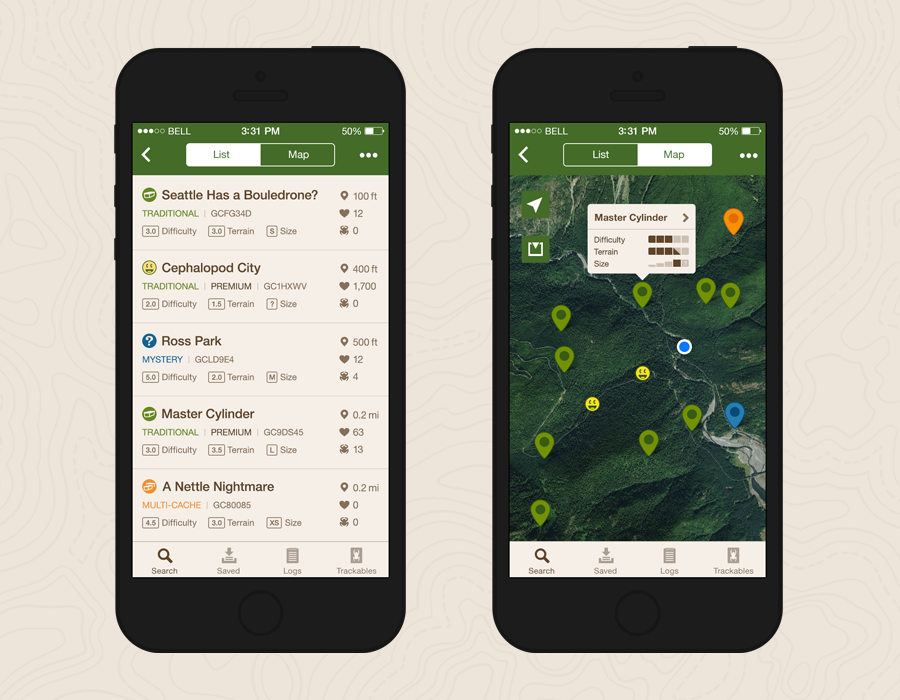 ●●●○○ BELL 3:31 PM 50%
List Map
Seattle Has a Bouledrone? 100 ft
TRADITIONAL | GCFG34D 12
3.0 Difficulty 3.0 Terrain S Size 0
Cephalopod City 400 ft
TRADITIONAL | PREMIUM | GC1HXWV 1,700
2.0 Difficulty 1.5 Terrain ? Size 0
? Ross Park 500 ft
MYSTERY | GCLD9E4 12
5.0 Difficulty 2.0 Terrain M Size 4
Master Cylinder 0.2 mi
TRADITIONAL | PREMIUM | GC9DS45 63
3.0 Difficulty 3.5 Terrain L Size 13
A Nettle Nightmare 0.2 mi
MULTI-CACHE | GC80085 0
4.5 Difficulty 3.0 Terrain XS Size 0
Search Saved Logs Trackables
●●●○○ BELL 3:31 PM 50%
List Map
Master Cylinder
Difficulty
Terrain
Size
Search Saved Logs Trackables